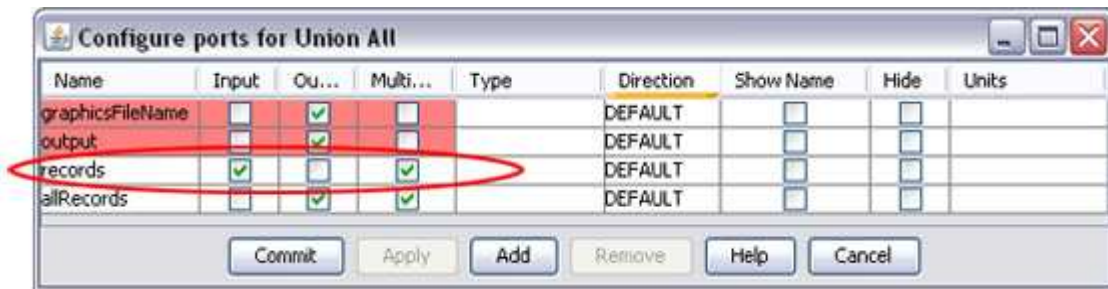 Configure ports for Union All
Name Input Ou... Multi... Type Direction Show Name Hide Units
graphicsFileName DEFAULT
output DEFAULT
records DEFAULT
allRecords DEFAULT
Commit Apply Add Remove Help Cancel